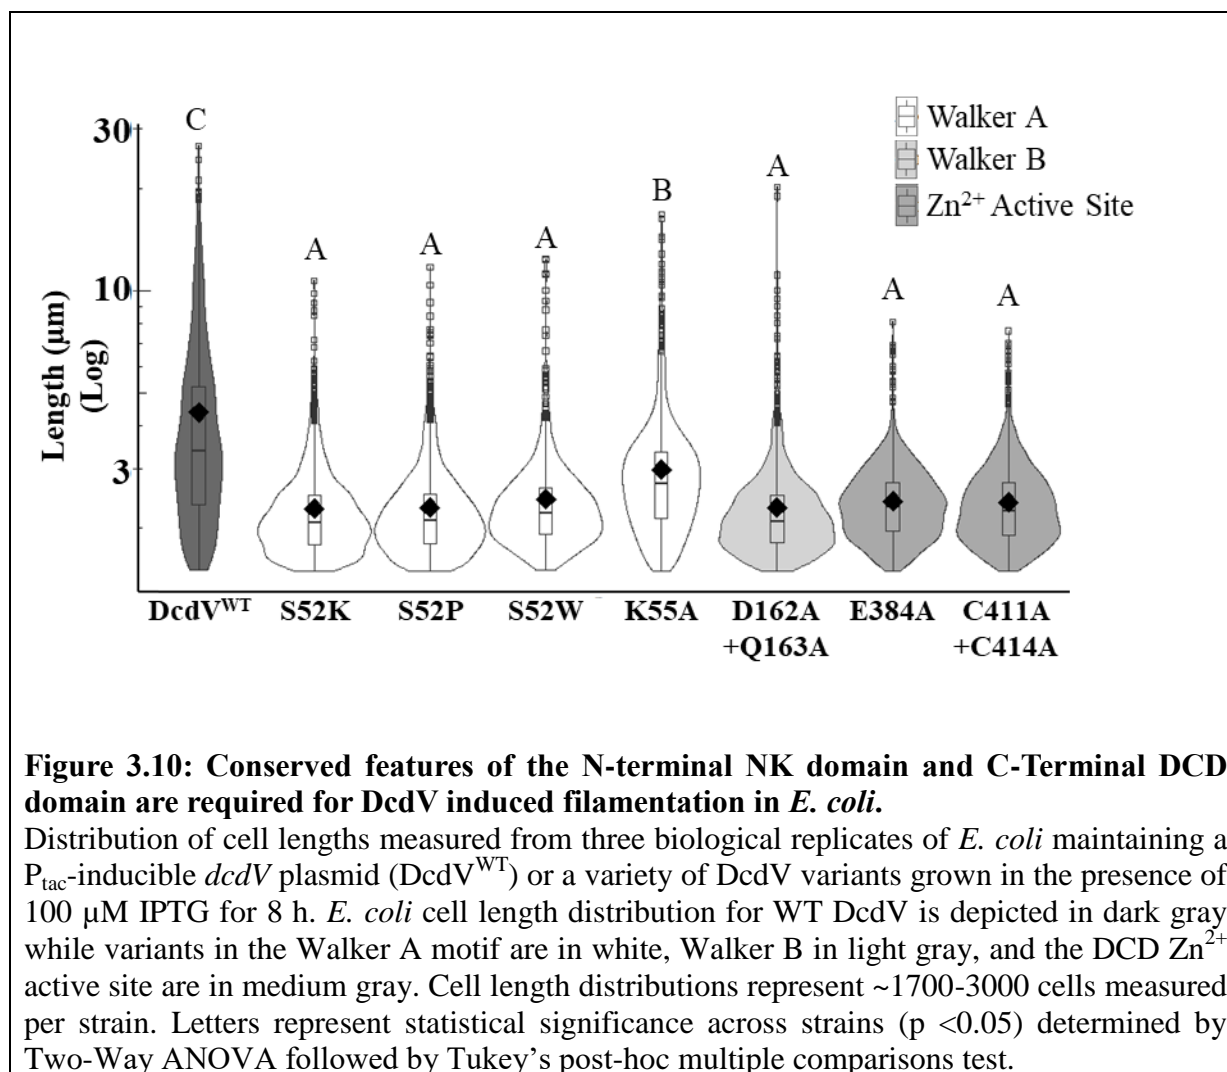 C
30
A
A
A
B
A
A
A
Walker A
Walker B
Zn²⁺ Active Site
10
3
Length (μm)
(Log)
DcdVᵂᵀ
S52K
S52P
S52W
K55A
D162A
+Q163A
E384A
C411A
+C414A
Figure 3.10: Conserved features of the N-terminal NK domain and C-Terminal DCD
domain are required for DcdV induced filamentation in E. coli.
Distribution of cell lengths measured from three biological replicates of E. coli maintaining a
Ptac-inducible dcdV plasmid (DcdVᵂᵀ) or a variety of DcdV variants grown in the presence of
100 μM IPTG for 8 h. E. coli cell length distribution for WT DcdV is depicted in dark gray
while variants in the Walker A motif are in white, Walker B in light gray, and the DCD Zn²⁺
active site are in medium gray. Cell length distributions represent ~1700-3000 cells measured
per strain. Letters represent statistical significance across strains (p <0.05) determined by
Two-Way ANOVA followed by Tukey's post-hoc multiple comparisons test.